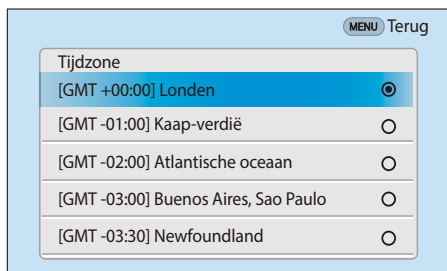 MENU Terug
Tijdzone
[GMT +00:00] Londen
[GMT -01:00] Kaap-verdië
[GMT -02:00] Atlantische oceaan
[GMT -03:00] Buenos Aires, Sao Paulo
[GMT -03:30] Newfoundland